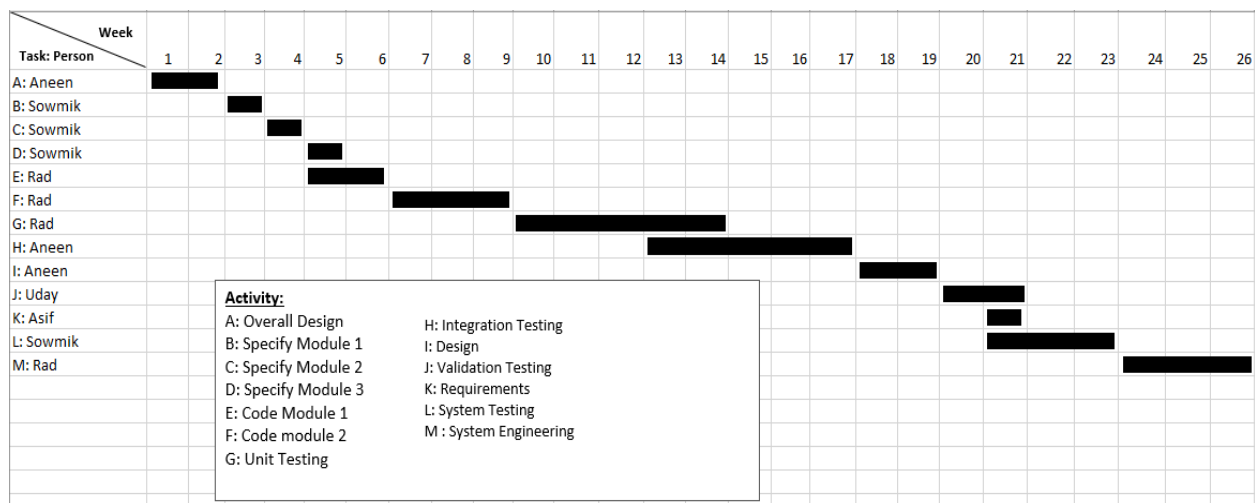 Week
Task: Person 1 2 3 4 5 6 7 8 9 10 11 12 13 14 15 16 17 18 19 20 21 22 23 24 25 26
A: Aneen
B: Sowmik
C: Sowmik
D: Sowmik
E: Rad
F: Rad
G: Rad
H: Aneen
I: Aneen
J: Uday
K: Asif
L: Sowmik
M: Rad
Activity:
A: Overall Design
B: Specify Module 1
C: Specify Module 2
D: Specify Module 3
E: Code Module 1
F: Code module 2
G: Unit Testing
H: Integration Testing
I: Design
J: Validation Testing
K: Requirements
L: System Testing
M : System Engineering